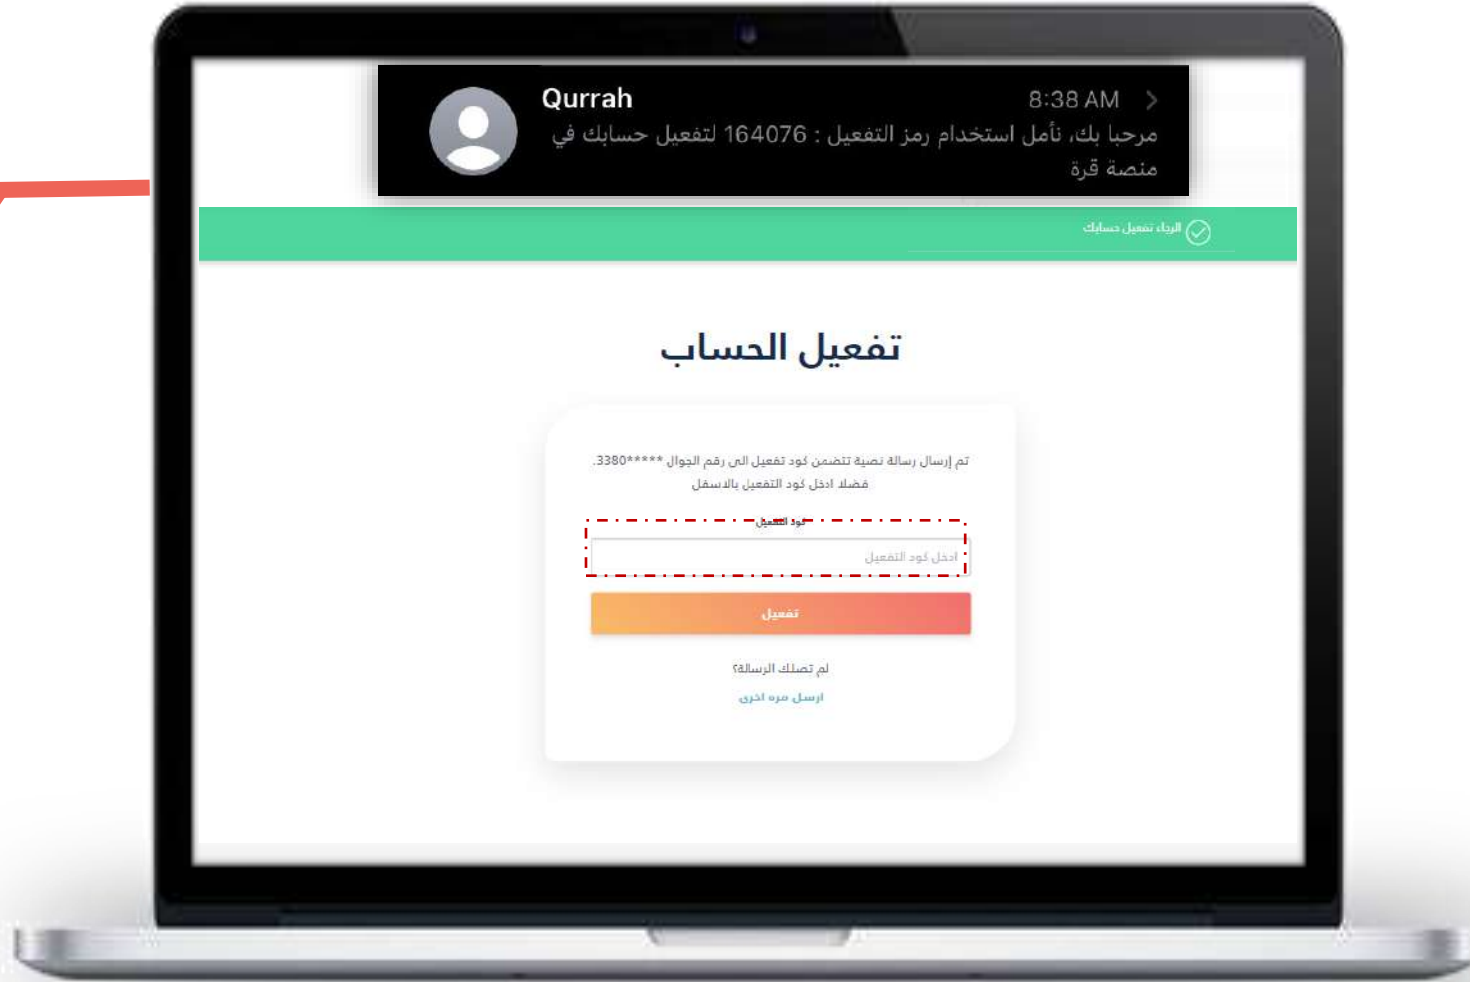 Qurrah
8:38 AM
مرحبا بك، نأمل استخدام رمز التفعيل : 164076 لتفعيل حسابك في
منصة قرة
الرجاء تفعيل حسابك
تفعيل الحساب
تم إرسال رسالة نصية تتضمن كود تفعيل الى رقم الجوال *****3380.
فضلا ادخل كود التفعيل بالاسفل
كود التفعيل
ادخل كود التفعيل
تفعيل
لم تصلك الرسالة؟
ارسل مره اخرى